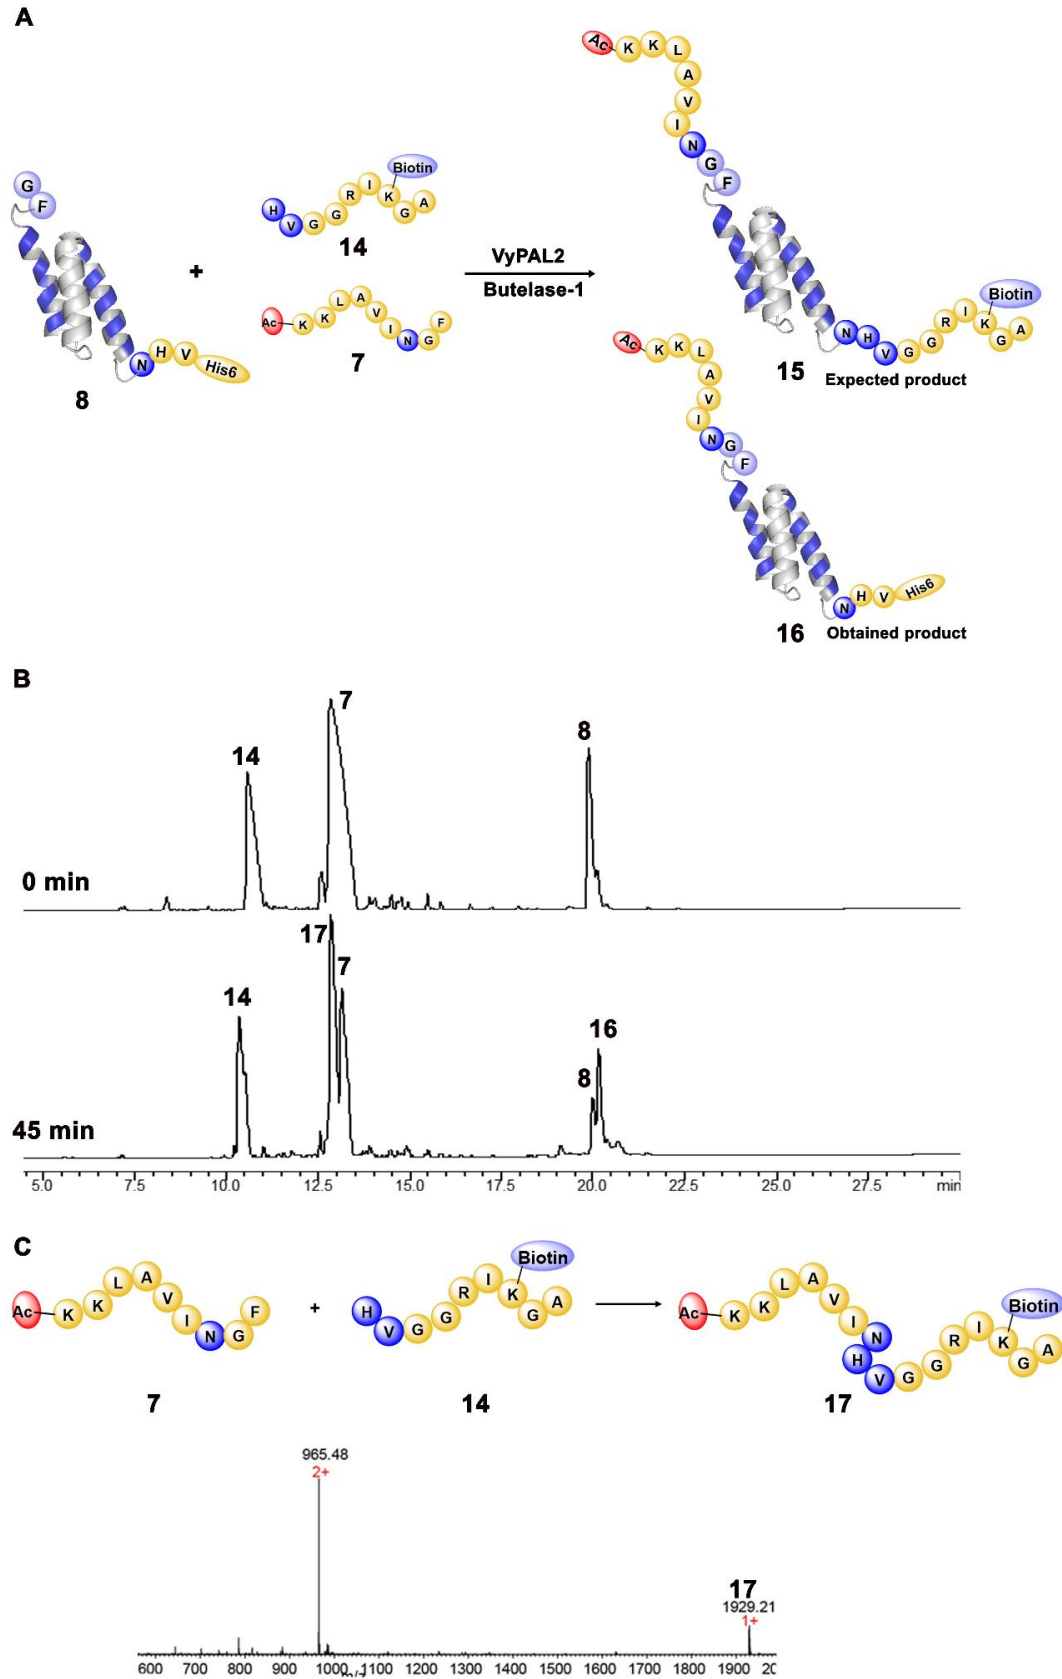 A
Ac K K L A V I N G F
G F
Biotin
H V G G R I K G A
14
+
VyPAL2
Butelase-1
Ac K K L A V I N G F
7
N H V His6
8
Biotin
N H V G G R I K G A
15 Expected product
Ac K K L A V I N G F
N H V His6
16 Obtained product
B
7
14
8
0 min
17
7
14
16
8
45 min
5.0 7.5 10.0 12.5 15.0 17.5 20.0 22.5 25.0 27.5 min
C
Biotin
Ac K K L A V I N G F
+
H V G G R I K G A
Biotin
Ac K K L A V I N H V G G R I K G A
7 14 17
965.48
2+
17
1929.21
1+
600 700 800 900 1000 1100 1200 1300 1400 1500 1600 1700 1800 1900